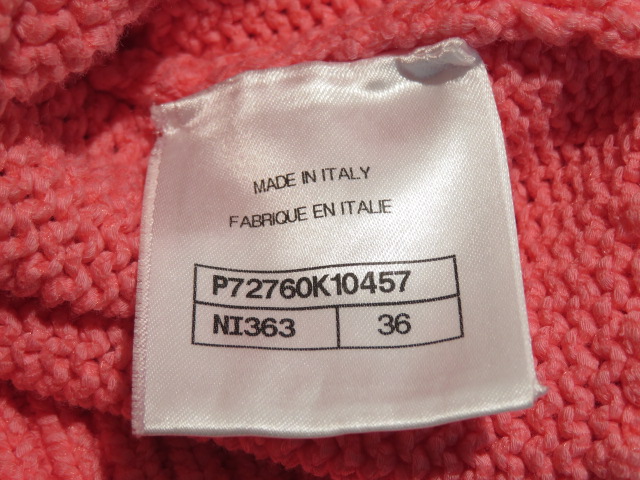 MADE IN ITALY
FABRIQUE EN ITALIE
P72760K10457
NI363 36